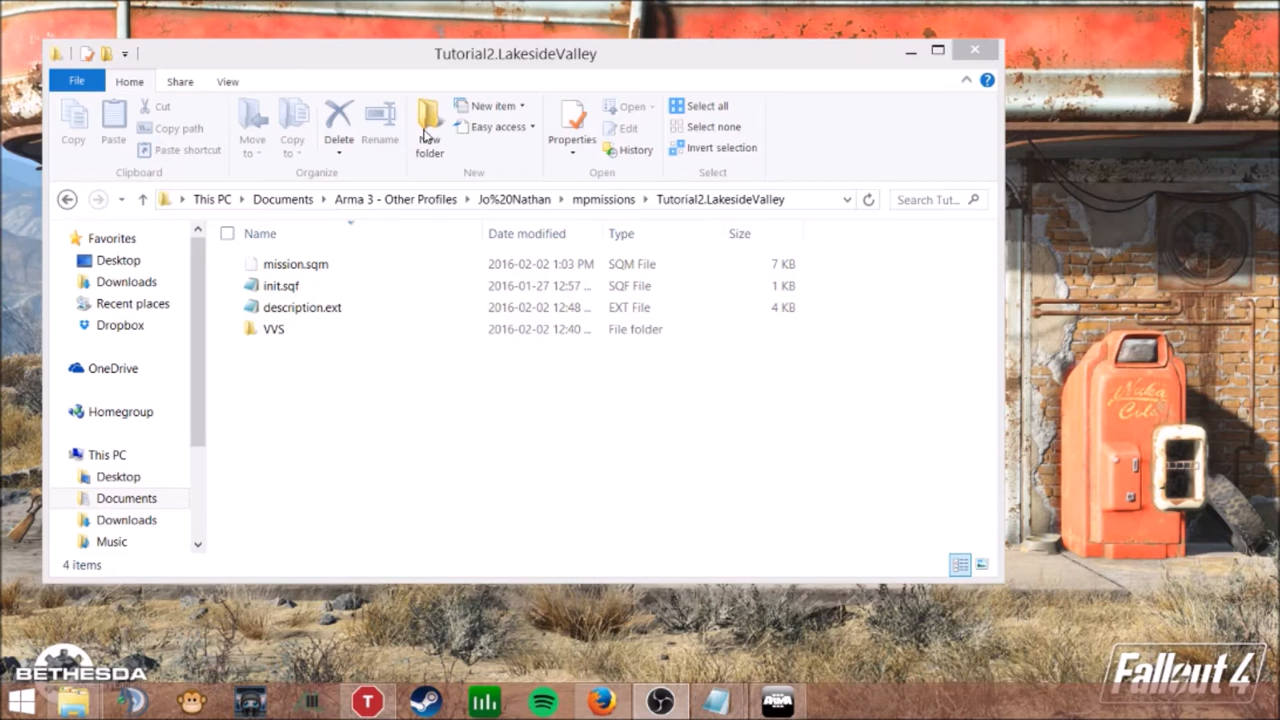 Tutorial2.LakesideValley
File Home Share View
Copy
Paste
Cut
Copy path
Paste shortcut
Clipboard
Move to
Copy to
Delete
Rename
Organize
New folder
New item
Easy access
New
Properties
Open
Edit
History
Open
Select all
Select none
Invert selection
Select
This PC Documents Arma 3 - Other Profiles Jo%20Nathan mpmissions Tutorial2.LakesideValley
Search Tut...
Name Date modified Type Size
mission.sqm 2016-02-02 1:03 PM SQM File 7 KB
init.sqf 2016-01-27 12:57 ... SQF File 1 KB
description.ext 2016-02-02 12:48 ... EXT File 4 KB
VVS 2016-02-02 12:40 ... File folder
Favorites
Desktop
Downloads
Recent places
Dropbox
OneDrive
Homegroup
This PC
Desktop
Documents
Downloads
Music
4 items
Nuka
Cola
BETHESDA
Fallout 4
T
ARMA